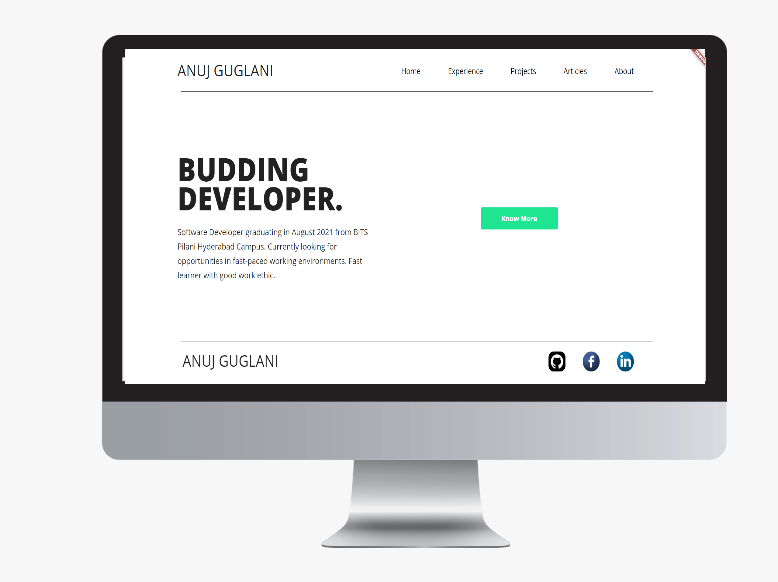 ANUJ GUGLANI
Home Experience Projects Articles About
BUDDING
DEVELOPER.
Software Developer graduating in August 2021 from BITS
Pilani Hyderabad Campus. Currently looking for
opportunities in fast-paced working environments. Fast
learner with good work ethic.
Know More
ANUJ GUGLANI
f
in